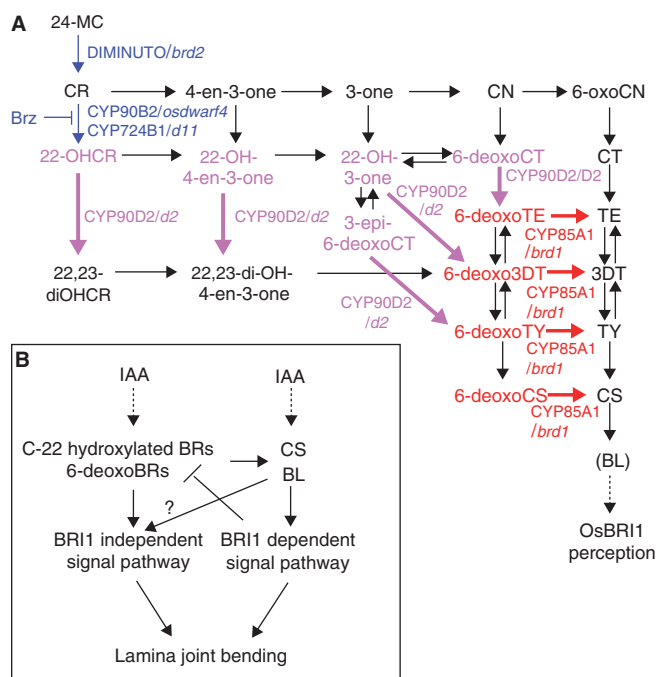 A
24-MC
DIMINUTO/brd2
CR 4-en-3-one 3-one CN 6-oxoCN
Brz
CYP90B2/osdwarf4
CYP724B1/d11
22-OHCR 22-OH-4-en-3-one 22-OH-3-one 6-deoxoCT CT
CYP90D2/d2 CYP90D2/d2 CYP90D2/d2 CYP90D2/D2
3-epi-6-deoxoCT
6-deoxoTE TE
CYP85A1/brd1
22,23-diOHCR 22,23-di-OH-4-en-3-one 6-deoxo3DT 3DT
CYP90D2/d2 CYP85A1/brd1
6-deoxoTY TY
CYP85A1/brd1
6-deoxoCS CS
CYP85A1/brd1
(BL)
OsBRI1
perception
B
IAA IAA
C-22 hydroxylated BRs
6-deoxoBRs
CS
BL
?
BRI1 independent
signal pathway
BRI1 dependent
signal pathway
Lamina joint bending